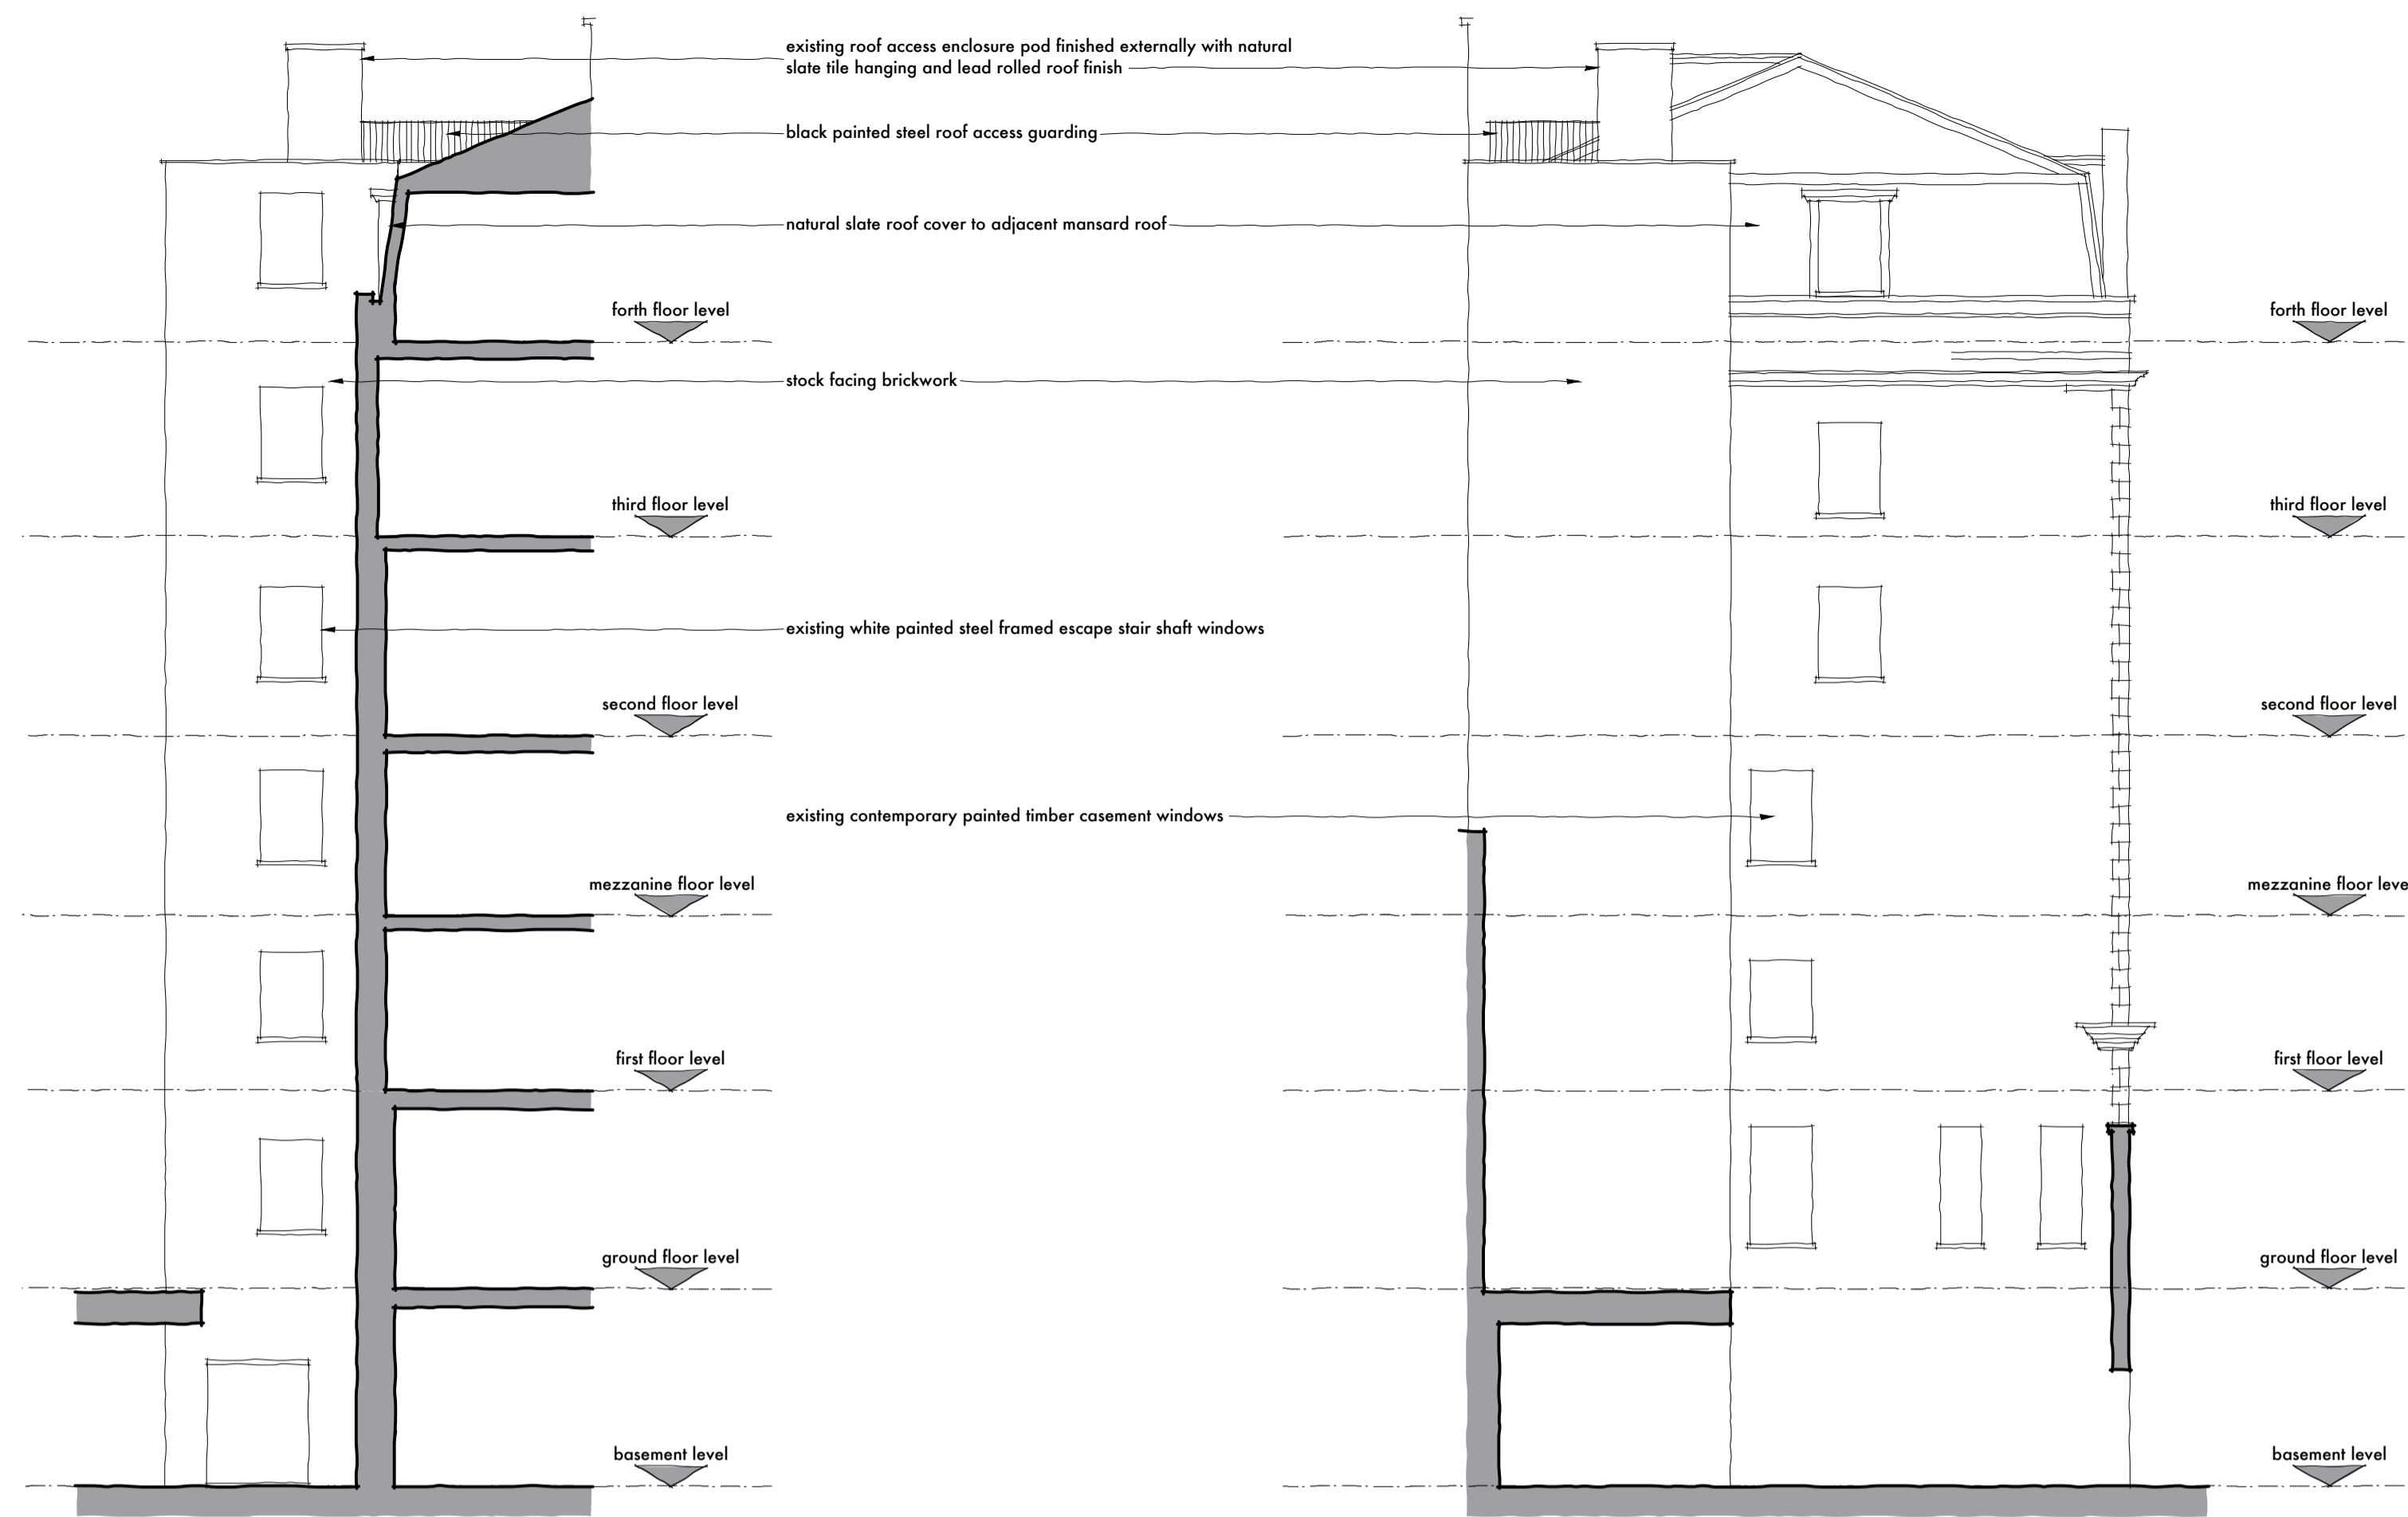 existing roof access enclosure pod finished externally with natural
slate tile hanging and lead rolled roof finish
black painted steel roof access guarding
natural slate roof cover to adjacent mansard roof
forth floor level
forth floor level
stock facing brickwork
third floor level
third floor level
existing white painted steel framed escape stair shaft windows
second floor level
second floor level
existing contemporary painted timber casement windows
mezzanine floor level
mezzanine floor leve
first floor level
first floor level
ground floor level
ground floor level
basement level
basement level